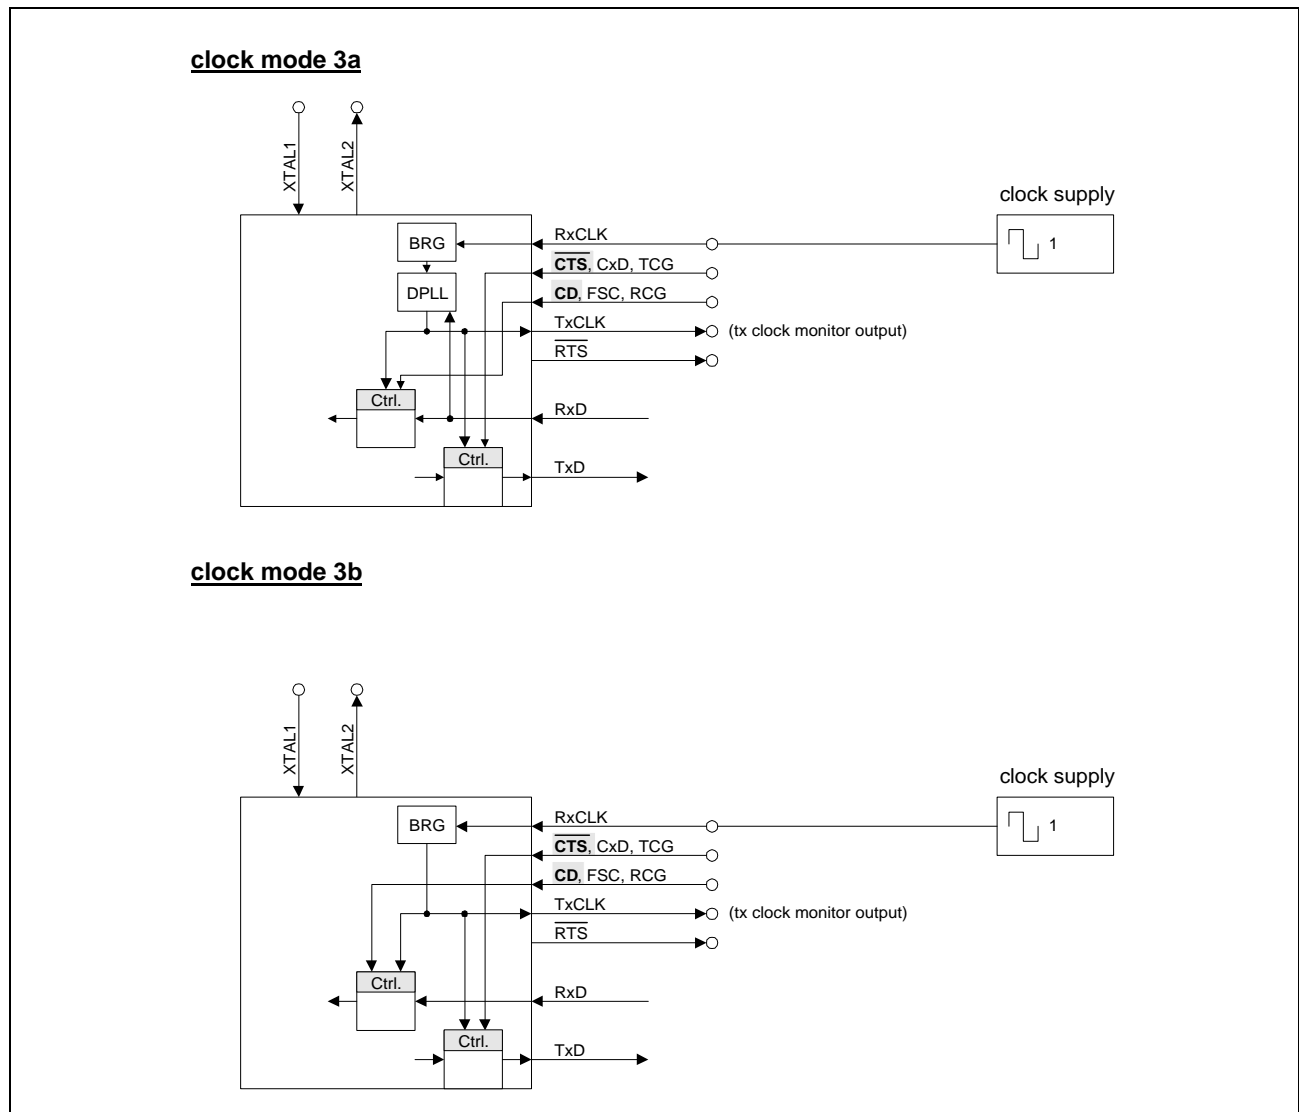 clock mode 3a
XTAL1
XTAL2
clock supply
BRG
RxCLK
1
CTS, CxD, TCG
DPLL
CD, FSC, RCG
TxCLK
(tx clock monitor output)
RTS
Ctrl.
RxD
Ctrl.
TxD
clock mode 3b
XTAL1
XTAL2
clock supply
BRG
RxCLK
1
CTS, CxD, TCG
CD, FSC, RCG
TxCLK
(tx clock monitor output)
RTS
Ctrl.
RxD
Ctrl.
TxD